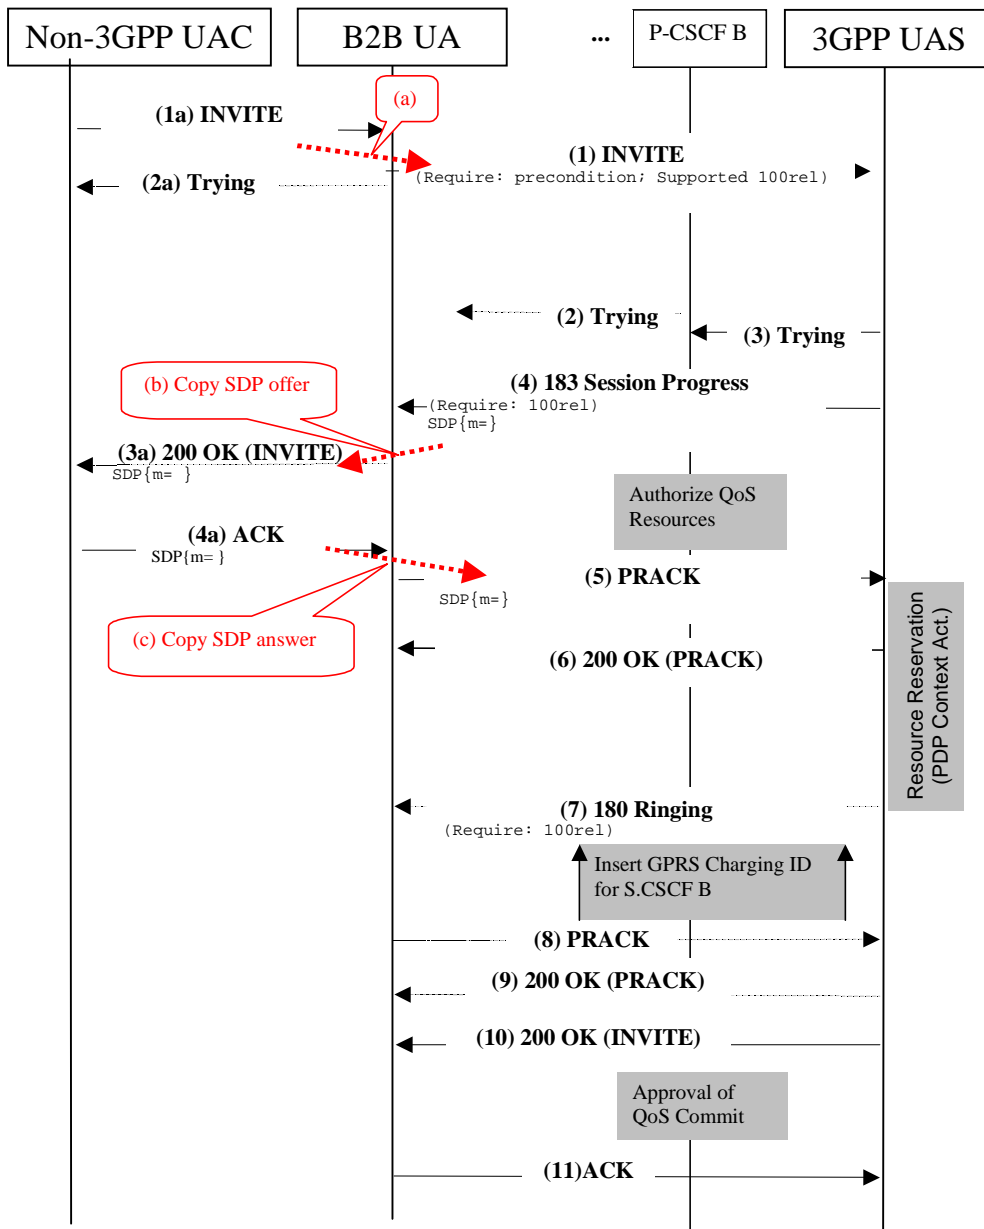 Non-3GPP UAC
B2B UA
...
P-CSCF B
3GPP UAS
(a)
(1a) INVITE
(1) INVITE
(Require: precondition; Supported 100rel)
(2a) Trying
(2) Trying
(3) Trying
(b) Copy SDP offer
(4) 183 Session Progress
(Require: 100rel)
SDP{m=}
(3a) 200 OK (INVITE)
SDP{m= }
Authorize QoS
Resources
(4a) ACK
SDP{m= }
(5) PRACK
SDP{m=}
(c) Copy SDP answer
(6) 200 OK (PRACK)
Resource Reservation
(PDP Context Act.)
(7) 180 Ringing
(Require: 100rel)
Insert GPRS Charging ID
for S.CSCF B
(8) PRACK
(9) 200 OK (PRACK)
(10) 200 OK (INVITE)
Approval of
QoS Commit
(11)ACK